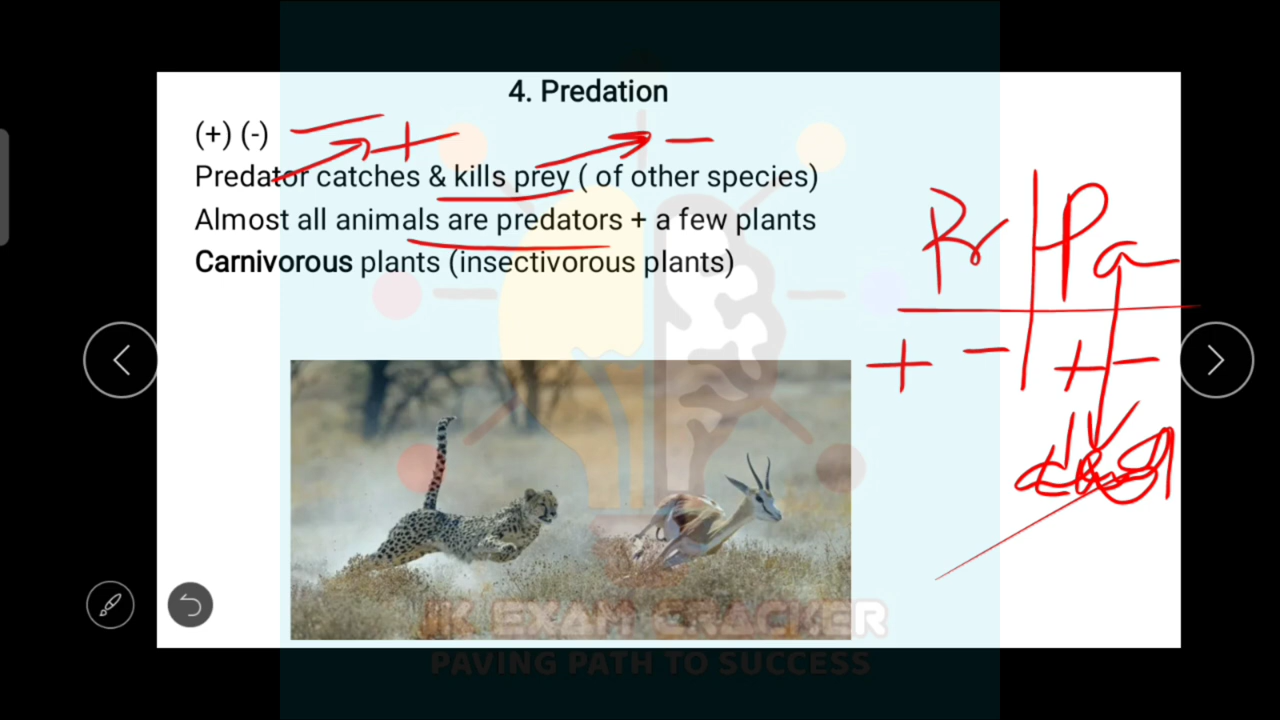 4. Predation
(+) (-)
+
-
Predator catches & kills prey ( of other species)
Almost all animals are predators + a few plants
Carnivorous plants (insectivorous plants)
Pr Pa
+ - + -
JK EXAM CRACKER
PAVING PATH TO SUCCESS